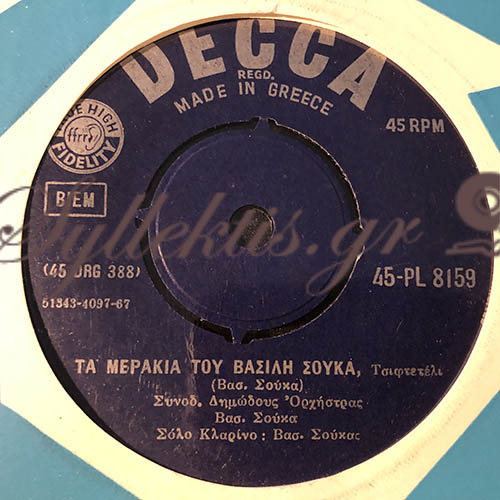 DECCA
REGD.
MADE IN GREECE
HIGH
ffrr
FIDELITY
45 RPM
BIEM
Syllektis.gr
(45 DRG 388)
45-PL 8159
51343-4097-67
ΤΑ ΜΕΡΑΚΙΑ ΤΟΥ ΒΑΣΙΛΗ ΣΟΥΚΑ, Τσιφτετέλι
(Βασ. Σούκα)
Συνοδ. Δημώδους Ὀρχήστρας
Βασ. Σούκα
Σόλο Κλαρίνο: Βασ. Σούκας